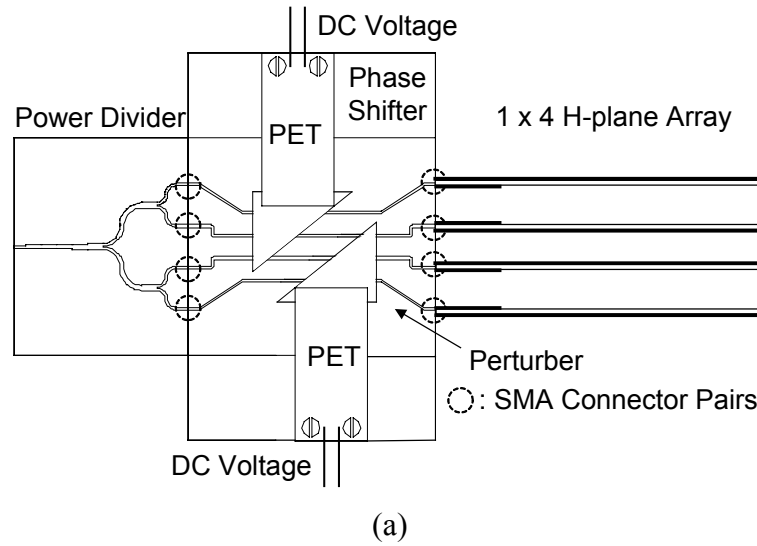 DC Voltage
Phase
Shifter
Power Divider
1 x 4 H-plane Array
PET
PET
Perturber
: SMA Connector Pairs
DC Voltage
(a)